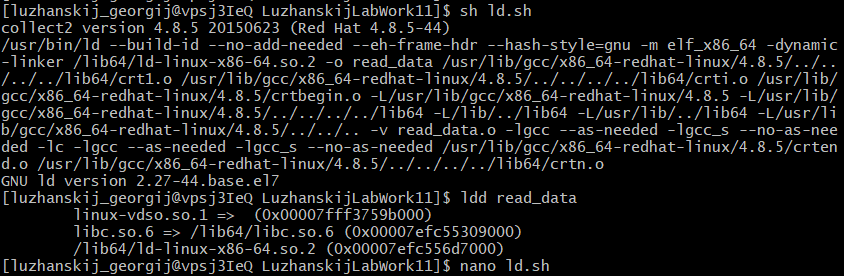 [luzhanskij_georgij@vpsj3IeQ LuzhanskijLabWork11]$ sh ld.sh
collect2 version 4.8.5 20150623 (Red Hat 4.8.5-44)
/usr/bin/ld --build-id --no-add-needed --eh-frame-hdr --hash-style=gnu -m elf_x86_64 -dynamic
-linker /lib64/ld-linux-x86-64.so.2 -o read_data /usr/lib/gcc/x86_64-redhat-linux/4.8.5/../..
/../../lib64/crt1.o /usr/lib/gcc/x86_64-redhat-linux/4.8.5/../../../../lib64/crti.o /usr/lib/
gcc/x86_64-redhat-linux/4.8.5/crtbegin.o -L/usr/lib/gcc/x86_64-redhat-linux/4.8.5 -L/usr/lib/
gcc/x86_64-redhat-linux/4.8.5/../../../../lib64 -L/lib/../lib64 -L/usr/lib/../lib64 -L/usr/li
b/gcc/x86_64-redhat-linux/4.8.5/../../.. -v read_data.o -lgcc --as-needed -lgcc_s --no-as-nee
ded -lc -lgcc --as-needed -lgcc_s --no-as-needed /usr/lib/gcc/x86_64-redhat-linux/4.8.5/crten
d.o /usr/lib/gcc/x86_64-redhat-linux/4.8.5/../../../../lib64/crtn.o
GNU ld version 2.27-44.base.el7
[luzhanskij_georgij@vpsj3IeQ LuzhanskijLabWork11]$ ldd read_data
linux-vdso.so.1 =>  (0x00007fff3759b000)
libc.so.6 => /lib64/libc.so.6 (0x00007efc55309000)
/lib64/ld-linux-x86-64.so.2 (0x00007efc556d7000)
[luzhanskij_georgij@vpsj3IeQ LuzhanskijLabWork11]$ nano ld.sh